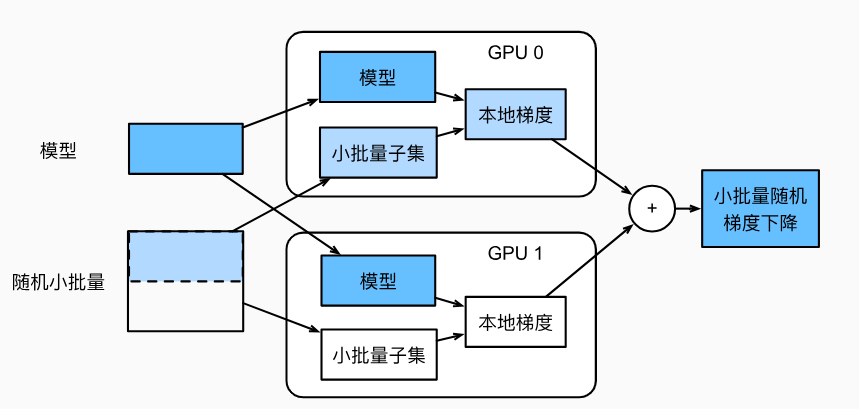 模型
随机小批量
GPU 0
模型
小批量子集
本地梯度
GPU 1
模型
小批量子集
本地梯度
+
小批量随机
梯度下降